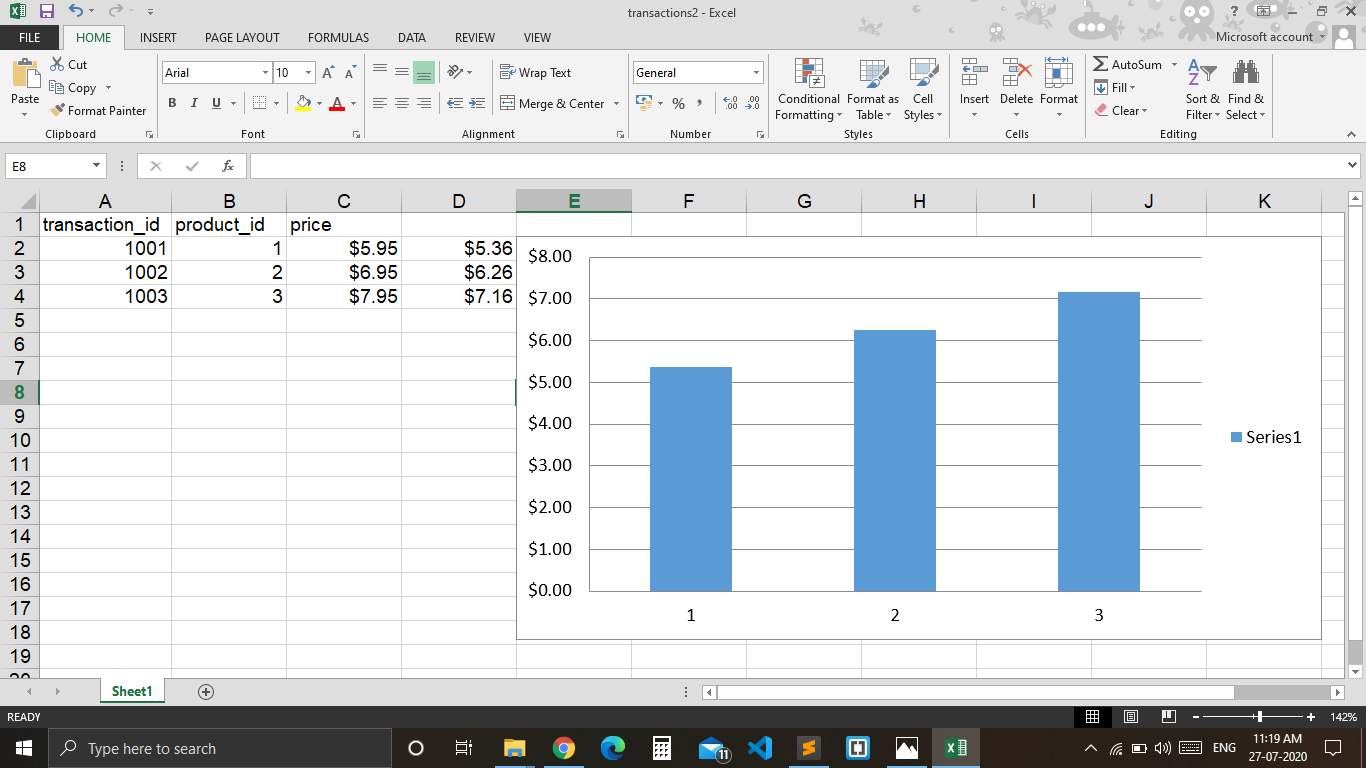 transactions2 - Excel
FILE HOME INSERT PAGE LAYOUT FORMULAS DATA REVIEW VIEW Microsoft account
Paste
Cut
Copy
Format Painter
Clipboard
Arial 10
B I U
Font
Wrap Text
Merge & Center
Alignment
General
%
Number
Conditional Formatting
Format as Table
Cell Styles
Styles
Insert Delete Format
Cells
AutoSum
Fill
Clear
Sort & Filter
Find & Select
Editing
E8 fx
A B C D E F G H I J K
1 transaction_id product_id price
2 1001 1 $5.95 $5.36
3 1002 2 $6.95 $6.26
4 1003 3 $7.95 $7.16
5
6
7
8
9
10
11
12
13
14
15
16
17
18
19
20
$8.00
$7.00
$6.00
$5.00
$4.00
$3.00
$2.00
$1.00
$0.00
1 2 3
Series1
Sheet1
READY 142%
Type here to search
11
ENG
11:19 AM
27-07-2020